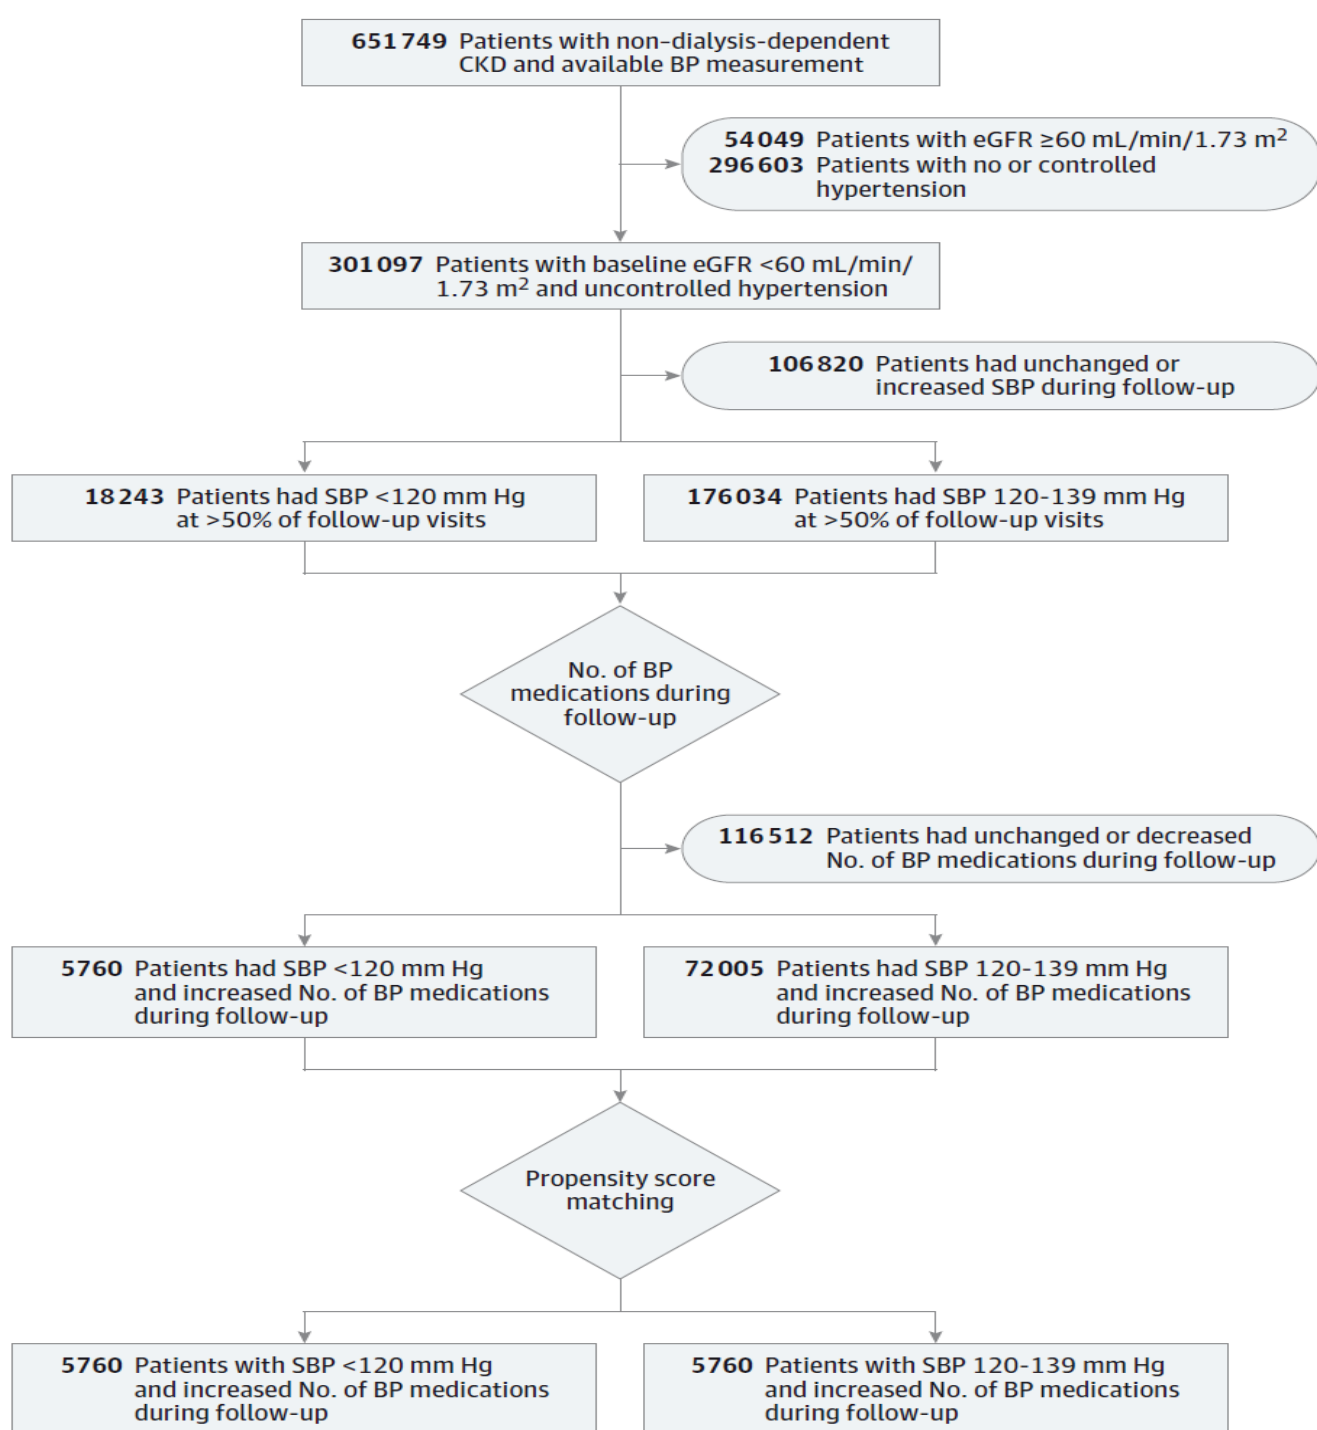 651749 Patients with non-dialysis-dependent
CKD and available BP measurement
54049 Patients with eGFR ≥60 mL/min/1.73 m²
296603 Patients with no or controlled
hypertension
301097 Patients with baseline eGFR <60 mL/min/
1.73 m² and uncontrolled hypertension
106820 Patients had unchanged or
increased SBP during follow-up
18243 Patients had SBP <120 mm Hg
at >50% of follow-up visits
176034 Patients had SBP 120-139 mm Hg
at >50% of follow-up visits
No. of BP
medications during
follow-up
116512 Patients had unchanged or decreased
No. of BP medications during follow-up
5760 Patients had SBP <120 mm Hg
and increased No. of BP medications
during follow-up
72005 Patients had SBP 120-139 mm Hg
and increased No. of BP medications
during follow-up
Propensity score
matching
5760 Patients with SBP <120 mm Hg
and increased No. of BP medications
during follow-up
5760 Patients with SBP 120-139 mm Hg
and increased No. of BP medications
during follow-up